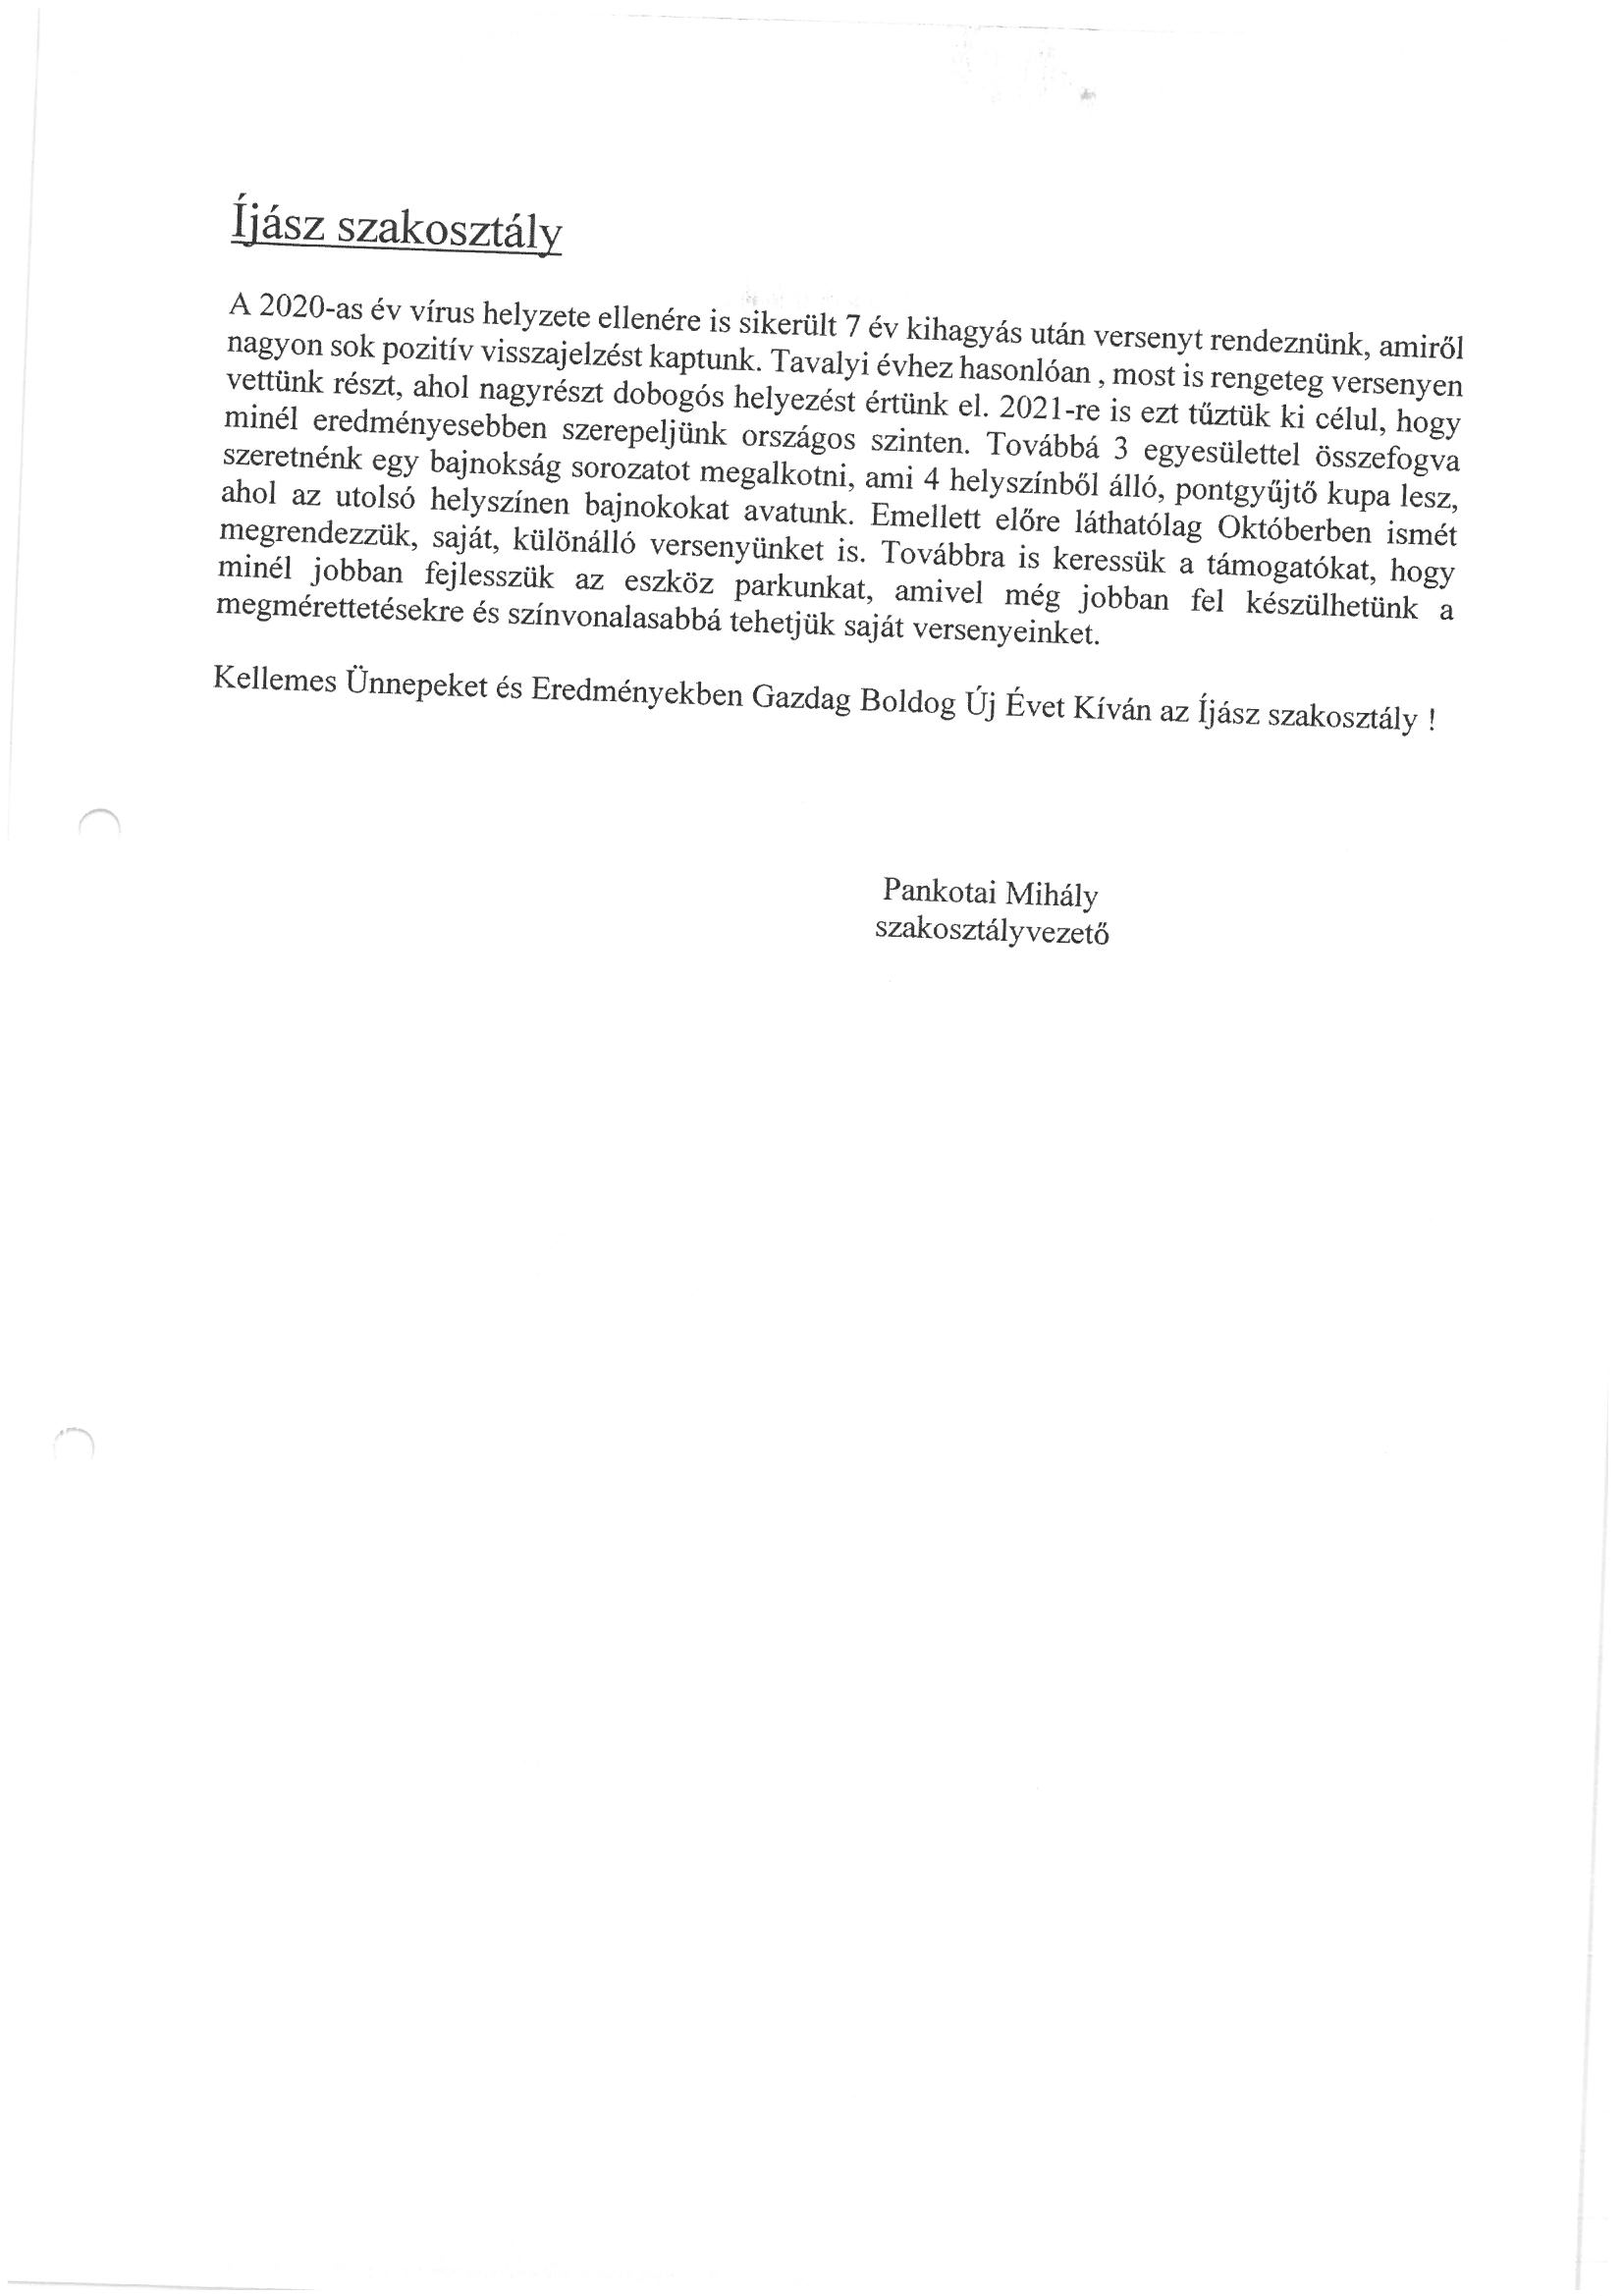 Íjász szakosztály
A 2020-as év vírus helyzete ellenére is sikerült 7 év kihagyás után versenyt rendeznünk, amiről
nagyon sok pozitív visszajelzést kaptunk. Tavalyi évhez hasonlóan , most is rengeteg versenyen
vettünk részt, ahol nagyrészt dobogós helyezést értünk el. 2021-re is ezt tűztük ki célul, hogy
minél eredményesebben szerepeljünk országos szinten. Továbbá 3 egyesülettel összefogva
szeretnénk egy bajnokság sorozatot megalkotni, ami 4 helyszínből álló, pontgyűjtő kupa lesz,
ahol az utolsó helyszínen bajnokokat avatunk. Emellett előre láthatólag Októberben ismét
megrendezzük, saját, különálló versenyünket is. Továbbra is keressük a támogatókat, hogy
minél jobban fejlesszük az eszköz parkunkat, amivel még jobban fel készülhetünk a
megmérettetésekre és színvonalasabbá tehetjük saját versenyeinket.
Kellemes Ünnepeket és Eredményekben Gazdag Boldog Új Évet Kíván az Íjász szakosztály !
Pankotai Mihály
szakosztályvezető